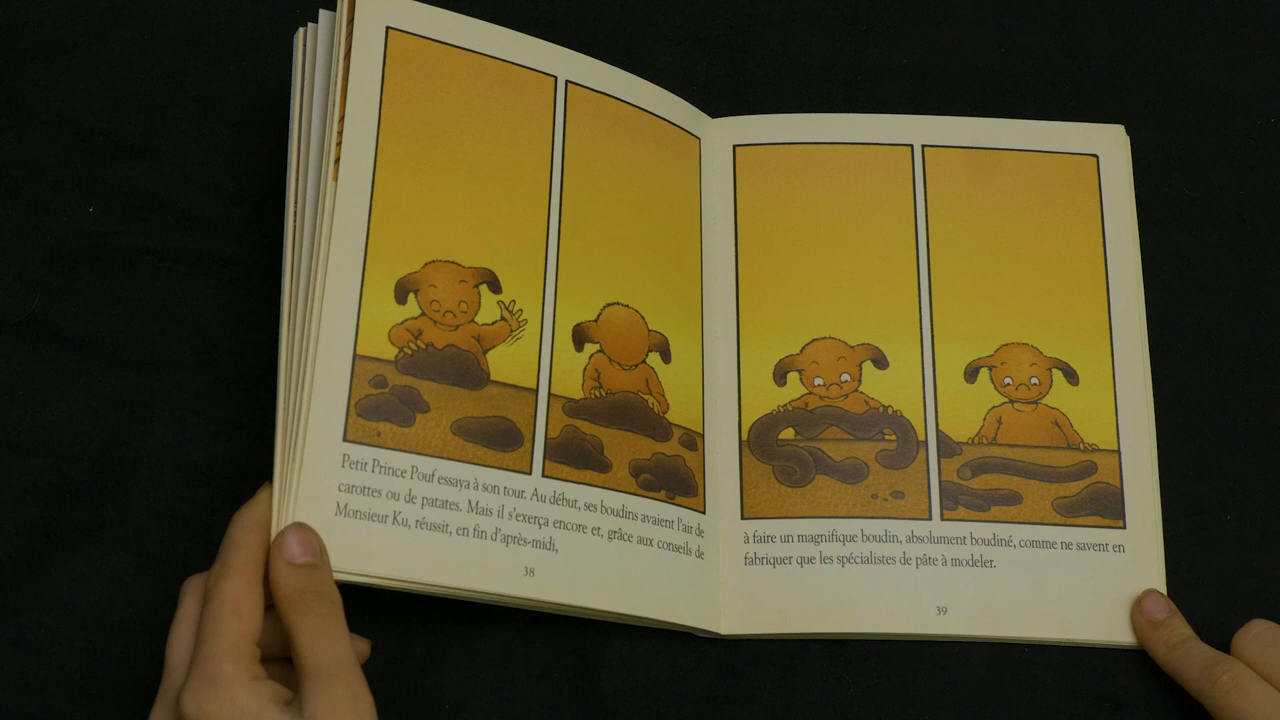 Petit Prince Pouf essaya à son tour. Au début, ses boudins avaient l'air de
carottes ou de patates. Mais il s'exerça encore et, grâce aux conseils de
Monsieur Ku, réussit, en fin d'après-midi,
38
à faire un magnifique boudin, absolument boudiné, comme ne savent en
fabriquer que les spécialistes de pâte à modeler.
39